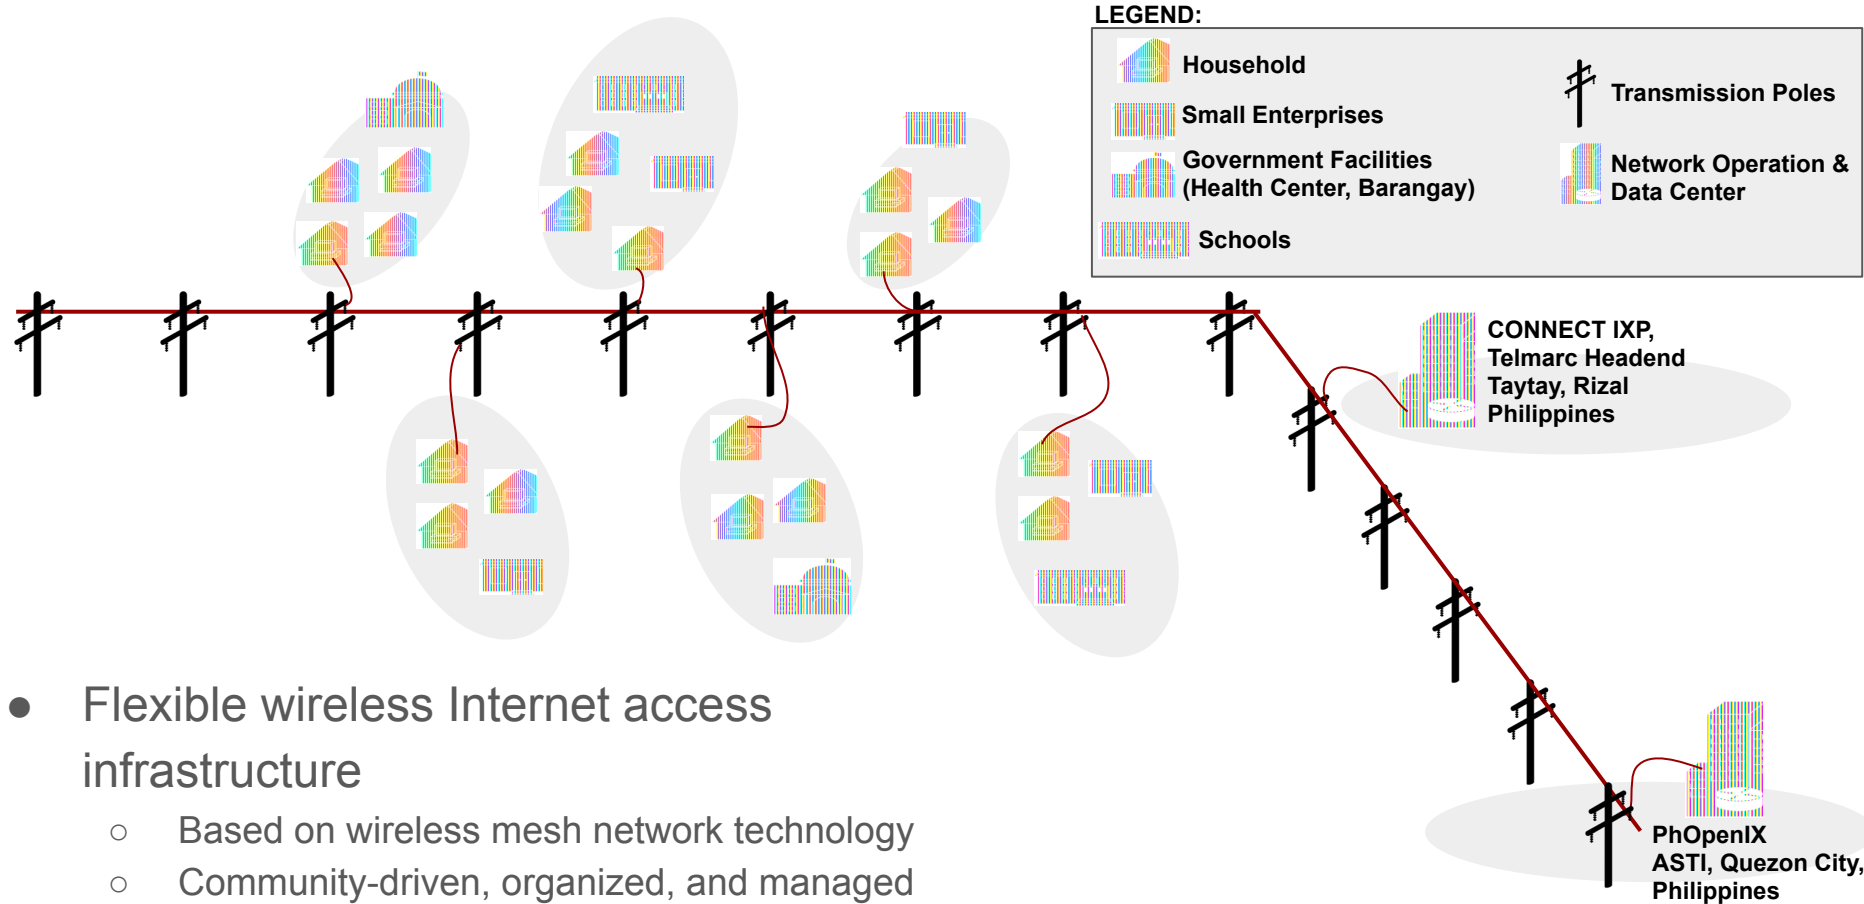 LEGEND:
Household
Small Enterprises
Government Facilities
(Health Center, Barangay)
Schools
Transmission Poles
Network Operation &
Data Center
CONNECT IXP,
Telmarc Headend
Taytay, Rizal
Philippines
PhOpenIX
ASTI, Quezon City,
Philippines
● Flexible wireless Internet access
infrastructure
○ Based on wireless mesh network technology
○ Community-driven, organized, and managed